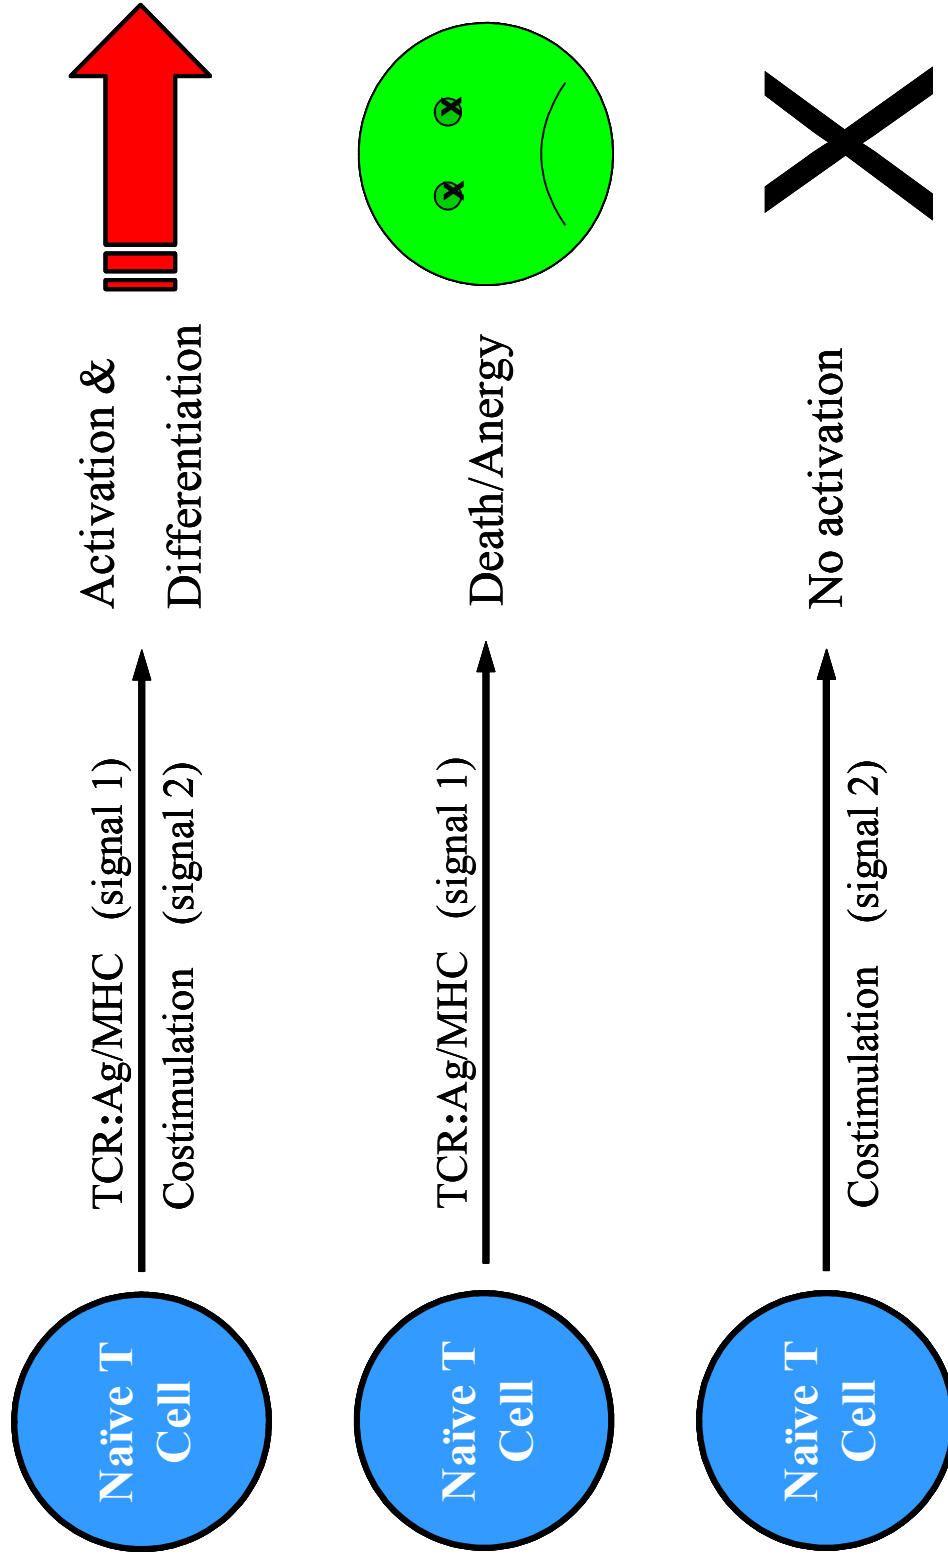 Naïve T
Cell
TCR:Ag/MHC (signal 1)
Costimulation (signal 2)
Activation &
Differentiation
Naïve T
Cell
TCR:Ag/MHC (signal 1)
Death/Anergy
x
x
Naïve T
Cell
Costimulation (signal 2)
No activation